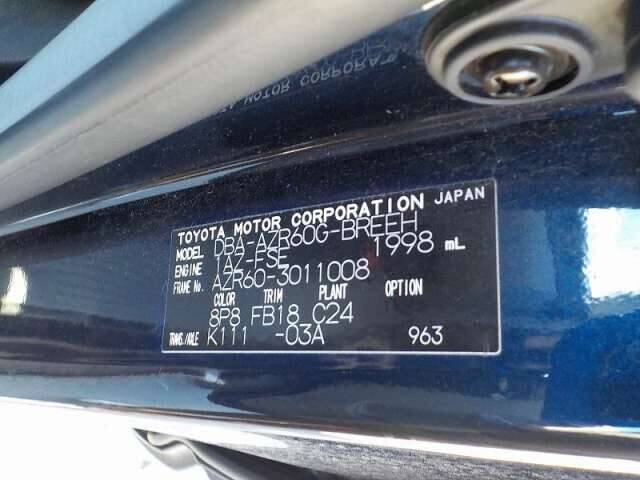 TOYOTA MOTOR CORPORATION JAPAN
MODEL DBA-AZR60G-BREEH
ENGINE 1AZ-FSE 1998 mL
FRAME No. AZR60-3011008
COLOR TRIM PLANT OPTION
8P8 FB18 C24
TRANS./AXLE K111 -03A 963